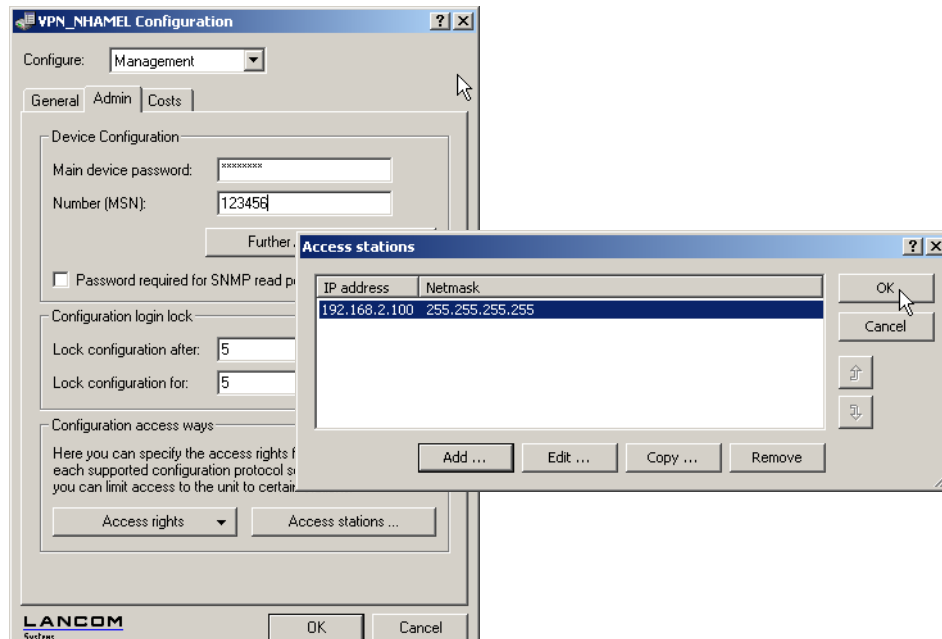 VPN_NHAMEL Configuration
Configure: Management
General Admin Costs
Device Configuration
Main device password: ********
Number (MSN): 123456
Further
Password required for SNMP read
Configuration login lock
Lock configuration after: 5
Lock configuration for: 5
Configuration access ways
Here you can specify the access rights
each supported configuration protocol
you can limit access to the unit to
Access rights Access stations ...
LANCOM
Systems
OK Cancel
Access stations
IP address Netmask
192.168.2.100 255.255.255.255
OK
Cancel
Add ... Edit ... Copy ... Remove